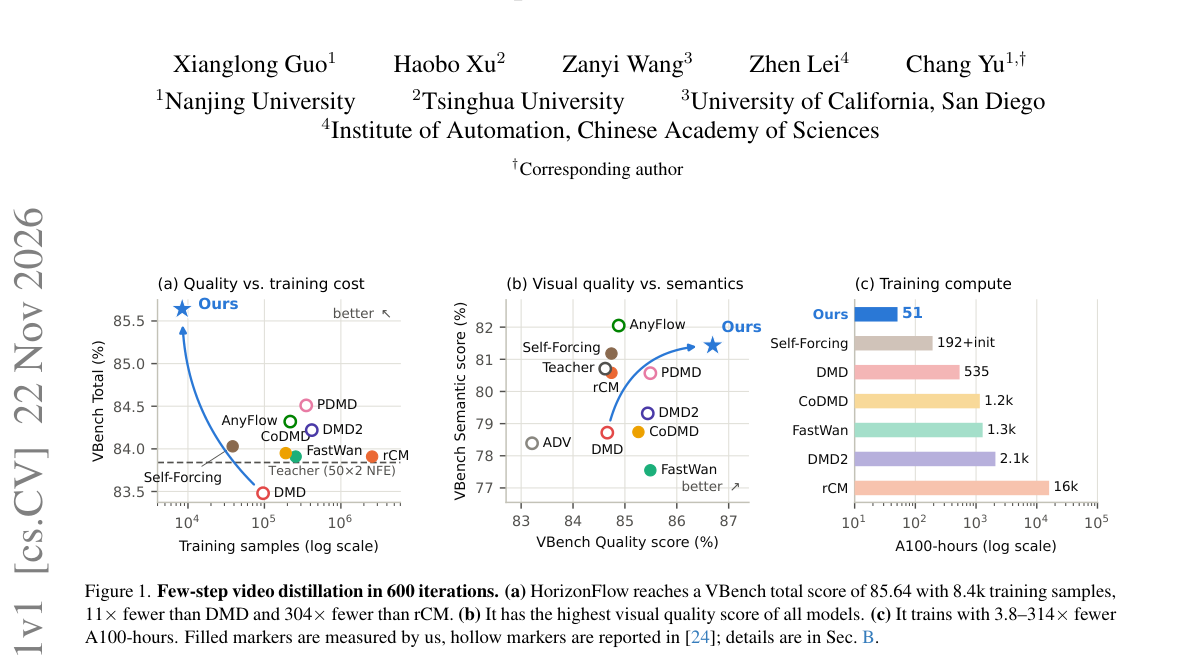 Xianglong Guo1 Haobo Xu2 Zanyi Wang3 Zhen Lei4 Chang Yu1,†
1Nanjing University 2Tsinghua University 3University of California, San Diego
4Institute of Automation, Chinese Academy of Sciences
†Corresponding author
1v1 [cs.CV] 22 Nov 2026
(a) Quality vs. training cost
VBench Total (%)
85.5
85.0
84.5
84.0
83.5
Ours
better ↖
PDMD
AnyFlow
DMD2
CoDMD
FastWan
rCM
Teacher (50×2 NFE)
Self-Forcing
DMD
10^4 10^5 10^6
Training samples (log scale)
(b) Visual quality vs. semantics
VBench Semantic score (%)
82
81
80
79
78
77
AnyFlow
Ours
Self-Forcing
Teacher
PDMD
rCM
DMD2
CoDMD
ADV
DMD
FastWan
better ↗
83 84 85 86 87
VBench Quality score (%)
(c) Training compute
Ours 51
Self-Forcing 192+init
DMD 535
CoDMD 1.2k
FastWan 1.3k
DMD2 2.1k
rCM 16k
10^1 10^2 10^3 10^4 10^5
A100-hours (log scale)
Figure 1. Few-step video distillation in 600 iterations. (a) HorizonFlow reaches a VBench total score of 85.64 with 8.4k training samples,
11× fewer than DMD and 304× fewer than rCM. (b) It has the highest visual quality score of all models. (c) It trains with 3.8–314× fewer
A100-hours. Filled markers are measured by us, hollow markers are reported in [24]; details are in Sec. B.